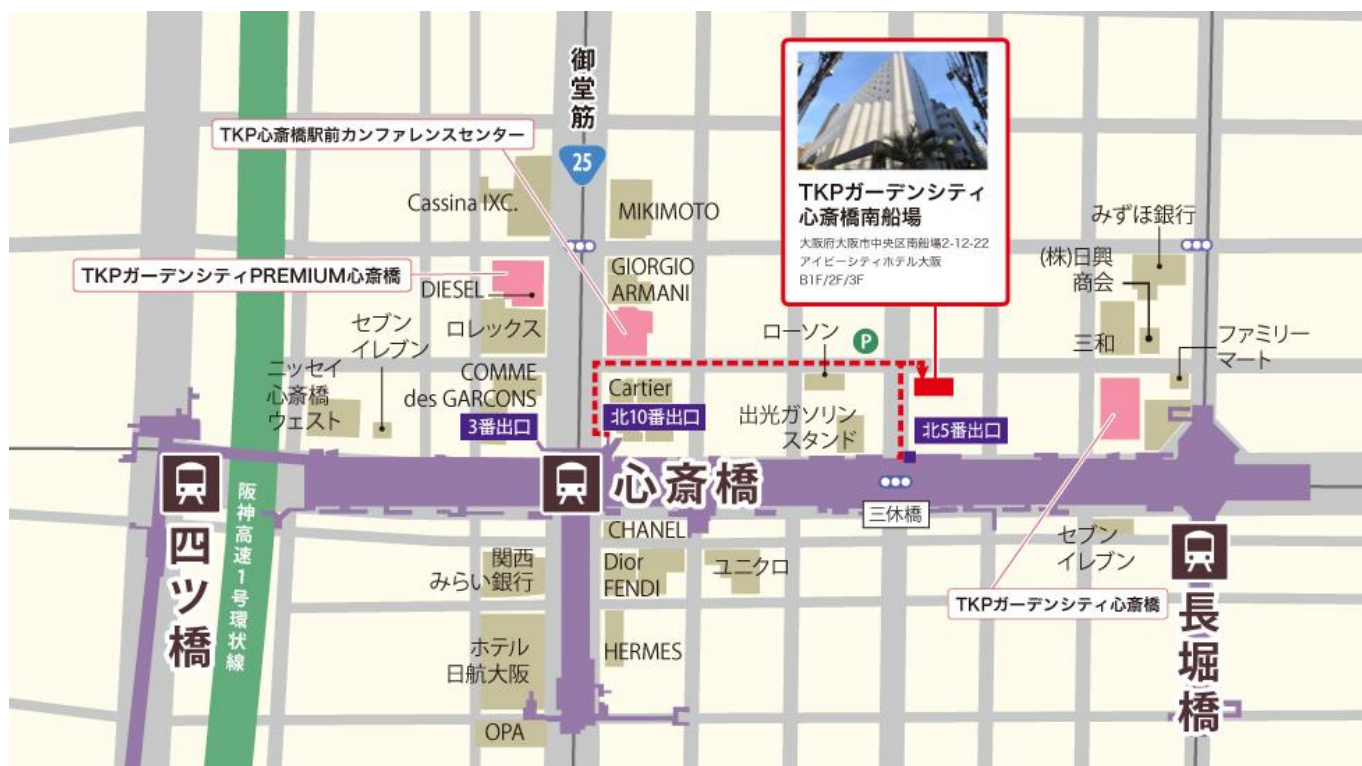 御堂筋
25
TKP心斎橋駅前カンファレンスセンター
Cassina IXC.
MIKIMOTO
TKPガーデンシティPREMIUM心斎橋
DIESEL
GIORGIO
ARMANI
ロレックス
セブン
イレブン
ニッセイ
心斎橋
ウェスト
COMME
des GARCONS
3番出口
Cartier
北10番出口
TKPガーデンシティ
心斎橋南船場
大阪府大阪市中央区南船場2-12-22
アイビーシティホテル大阪
B1F/2F/3F
ローソン
P
出光ガソリン
スタンド
北5番出口
みずほ銀行
(株)日興
商会
三和
ファミリー
マート
四ツ橋
阪神高速1号環状線
心斎橋
三休橋
CHANEL
関西
みらい銀行
Dior
FENDI
ユニクロ
セブン
イレブン
TKPガーデンシティ心斎橋
長堀橋
ホテル
日航大阪
HERMES
OPA